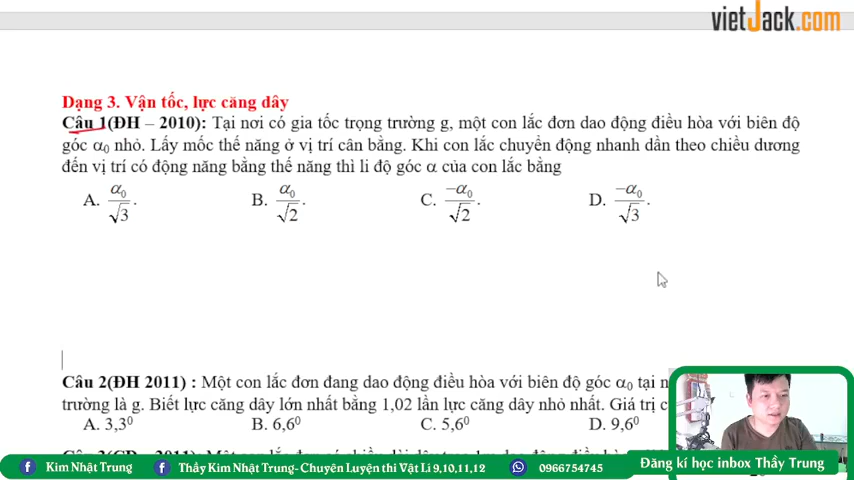 vietJack.com
Dạng 3. Vận tốc, lực căng dây
Câu 1(ĐH – 2010): Tại nơi có gia tốc trọng trường g, một con lắc đơn dao động điều hòa với biên độ
góc α₀ nhỏ. Lấy mốc thế năng ở vị trí cân bằng. Khi con lắc chuyển động nhanh dần theo chiều dương
đến vị trí có động năng bằng thế năng thì li độ góc α của con lắc bằng
A. α₀/√3. B. α₀/√2. C. −α₀/√2. D. −α₀/√3.
Câu 2(ĐH 2011) : Một con lắc đơn đang dao động điều hòa với biên độ góc α₀ tại n
trường là g. Biết lực căng dây lớn nhất bằng 1,02 lần lực căng dây nhỏ nhất. Giá trị c
A. 3,3⁰ B. 6,6⁰ C. 5,6⁰ D. 9,6⁰
Kim Nhật Trung Thầy Kim Nhật Trung- Chuyên Luyện thi Vật Lí 9,10,11,12 0966754745 Đăng kí học inbox Thầy Trung